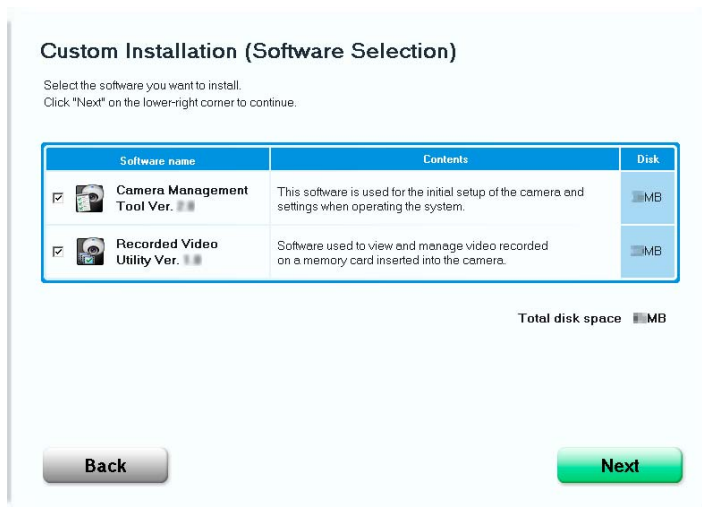 Custom Installation (Software Selection)
Select the software you want to install.
Click "Next" on the lower-right corner to continue.
Software name Contents Disk
Camera Management
Tool Ver.
This software is used for the initial setup of the camera and
settings when operating the system.
MB
Recorded Video
Utility Ver.
Software used to view and manage video recorded
on a memory card inserted into the camera.
MB
Total disk space MB
Back Next